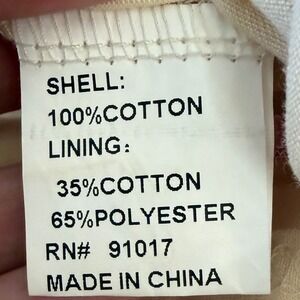 SHELL:
100%COTTON
LINING:
35%COTTON
65%POLYESTER
RN# 91017
MADE IN CHINA